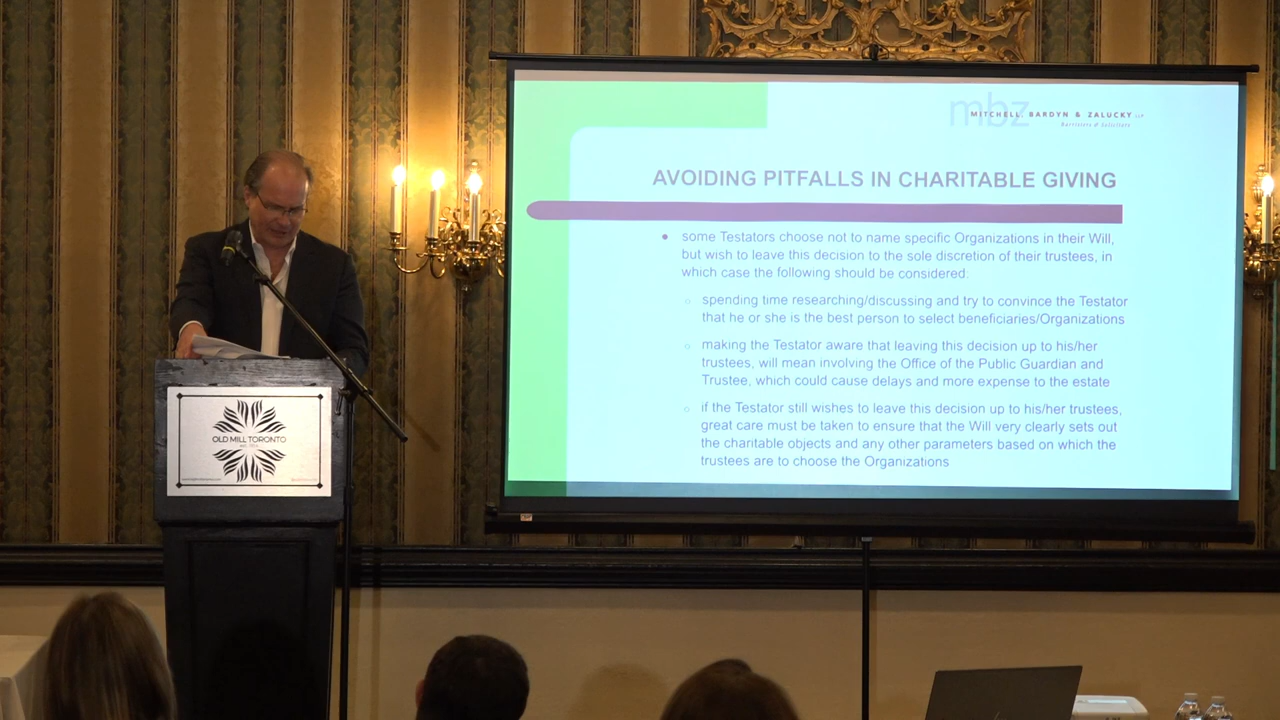 mbz
MITCHELL, BARDYN & ZALUCKY LLP
Barristers & Solicitors
AVOIDING PITFALLS IN CHARITABLE GIVING
• some Testators choose not to name specific Organizations in their Will,
but wish to leave this decision to the sole discretion of their trustees, in
which case the following should be considered:
○ spending time researching/discussing and try to convince the Testator
that he or she is the best person to select beneficiaries/Organizations
○ making the Testator aware that leaving this decision up to his/her
trustees, will mean involving the Office of the Public Guardian and
Trustee, which could cause delays and more expense to the estate
○ if the Testator still wishes to leave this decision up to his/her trustees,
great care must be taken to ensure that the Will very clearly sets out
the charitable objects and any other parameters based on which the
trustees are to choose the Organizations
OLD MILL TORONTO